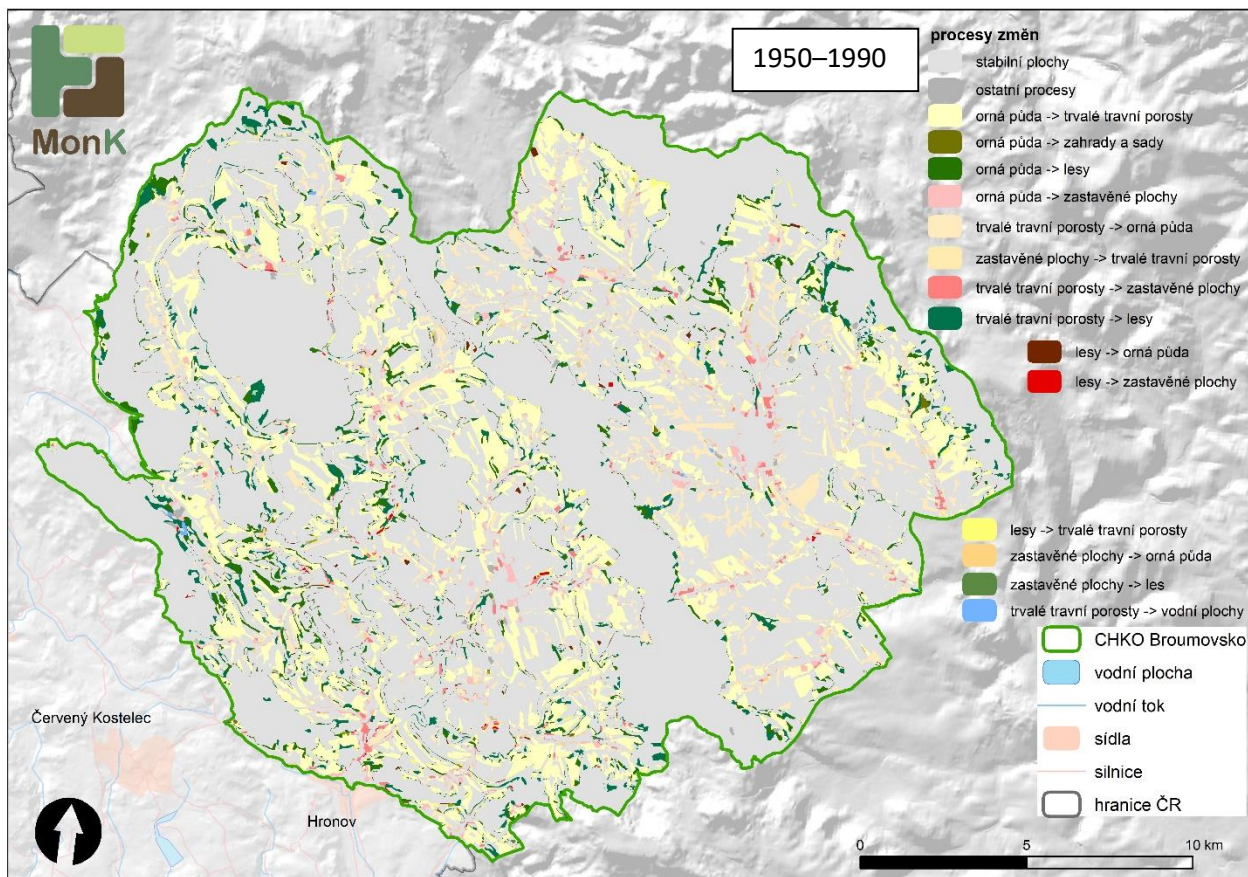 MonK
1950–1990
procesy změn
stabilní plochy
ostatní procesy
orná půda -> trvalé travní porosty
orná půda -> zahrady a sady
orná půda -> lesy
orná půda -> zastavěné plochy
trvalé travní porosty -> orná půda
zastavěné plochy -> trvalé travní porosty
trvalé travní porosty -> zastavěné plochy
trvalé travní porosty -> lesy
lesy -> orná půda
lesy -> zastavěné plochy
lesy -> trvalé travní porosty
zastavěné plochy -> orná půda
zastavěné plochy -> les
trvalé travní porosty -> vodní plochy
CHKO Broumovsko
vodní plocha
vodní tok
sídla
silnice
hranice ČR
Červený Kostelec
Hronov
0 5 10 km